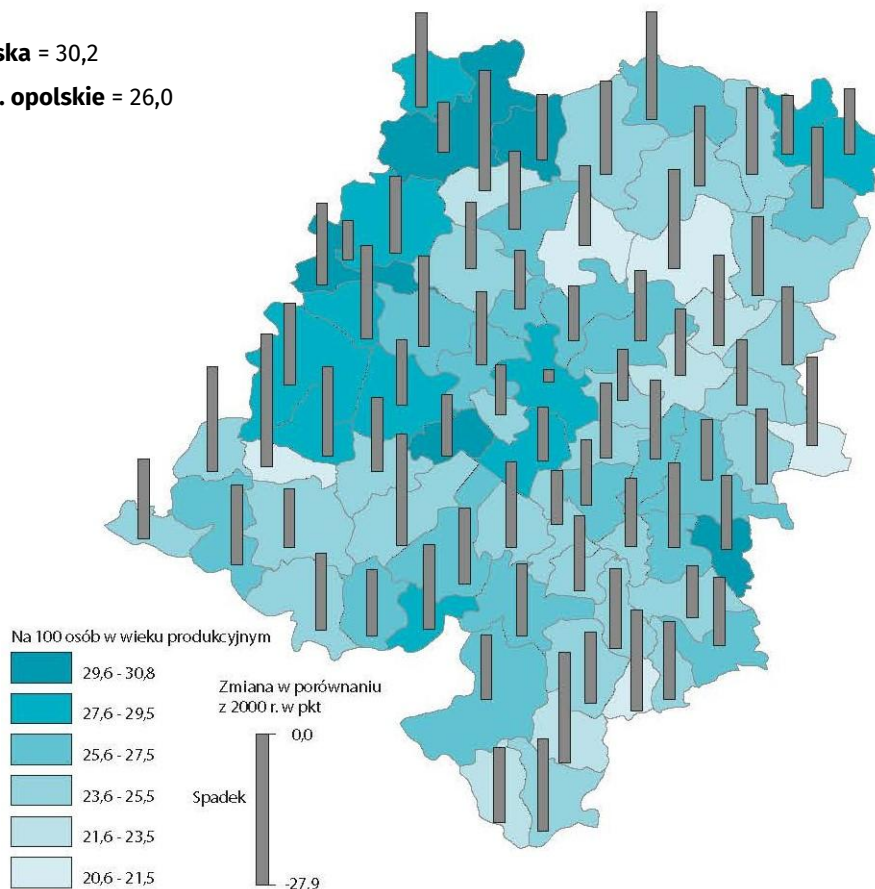 ska = 30,2
. opolskie = 26,0
Na 100 osób w wieku produkcyjnym
29,6 - 30,8
27,6 - 29,5
25,6 - 27,5
23,6 - 25,5
21,6 - 23,5
20,6 - 21,5
Zmiana w porównaniu
z 2000 r. w pkt
0,0
Spadek
-27,9